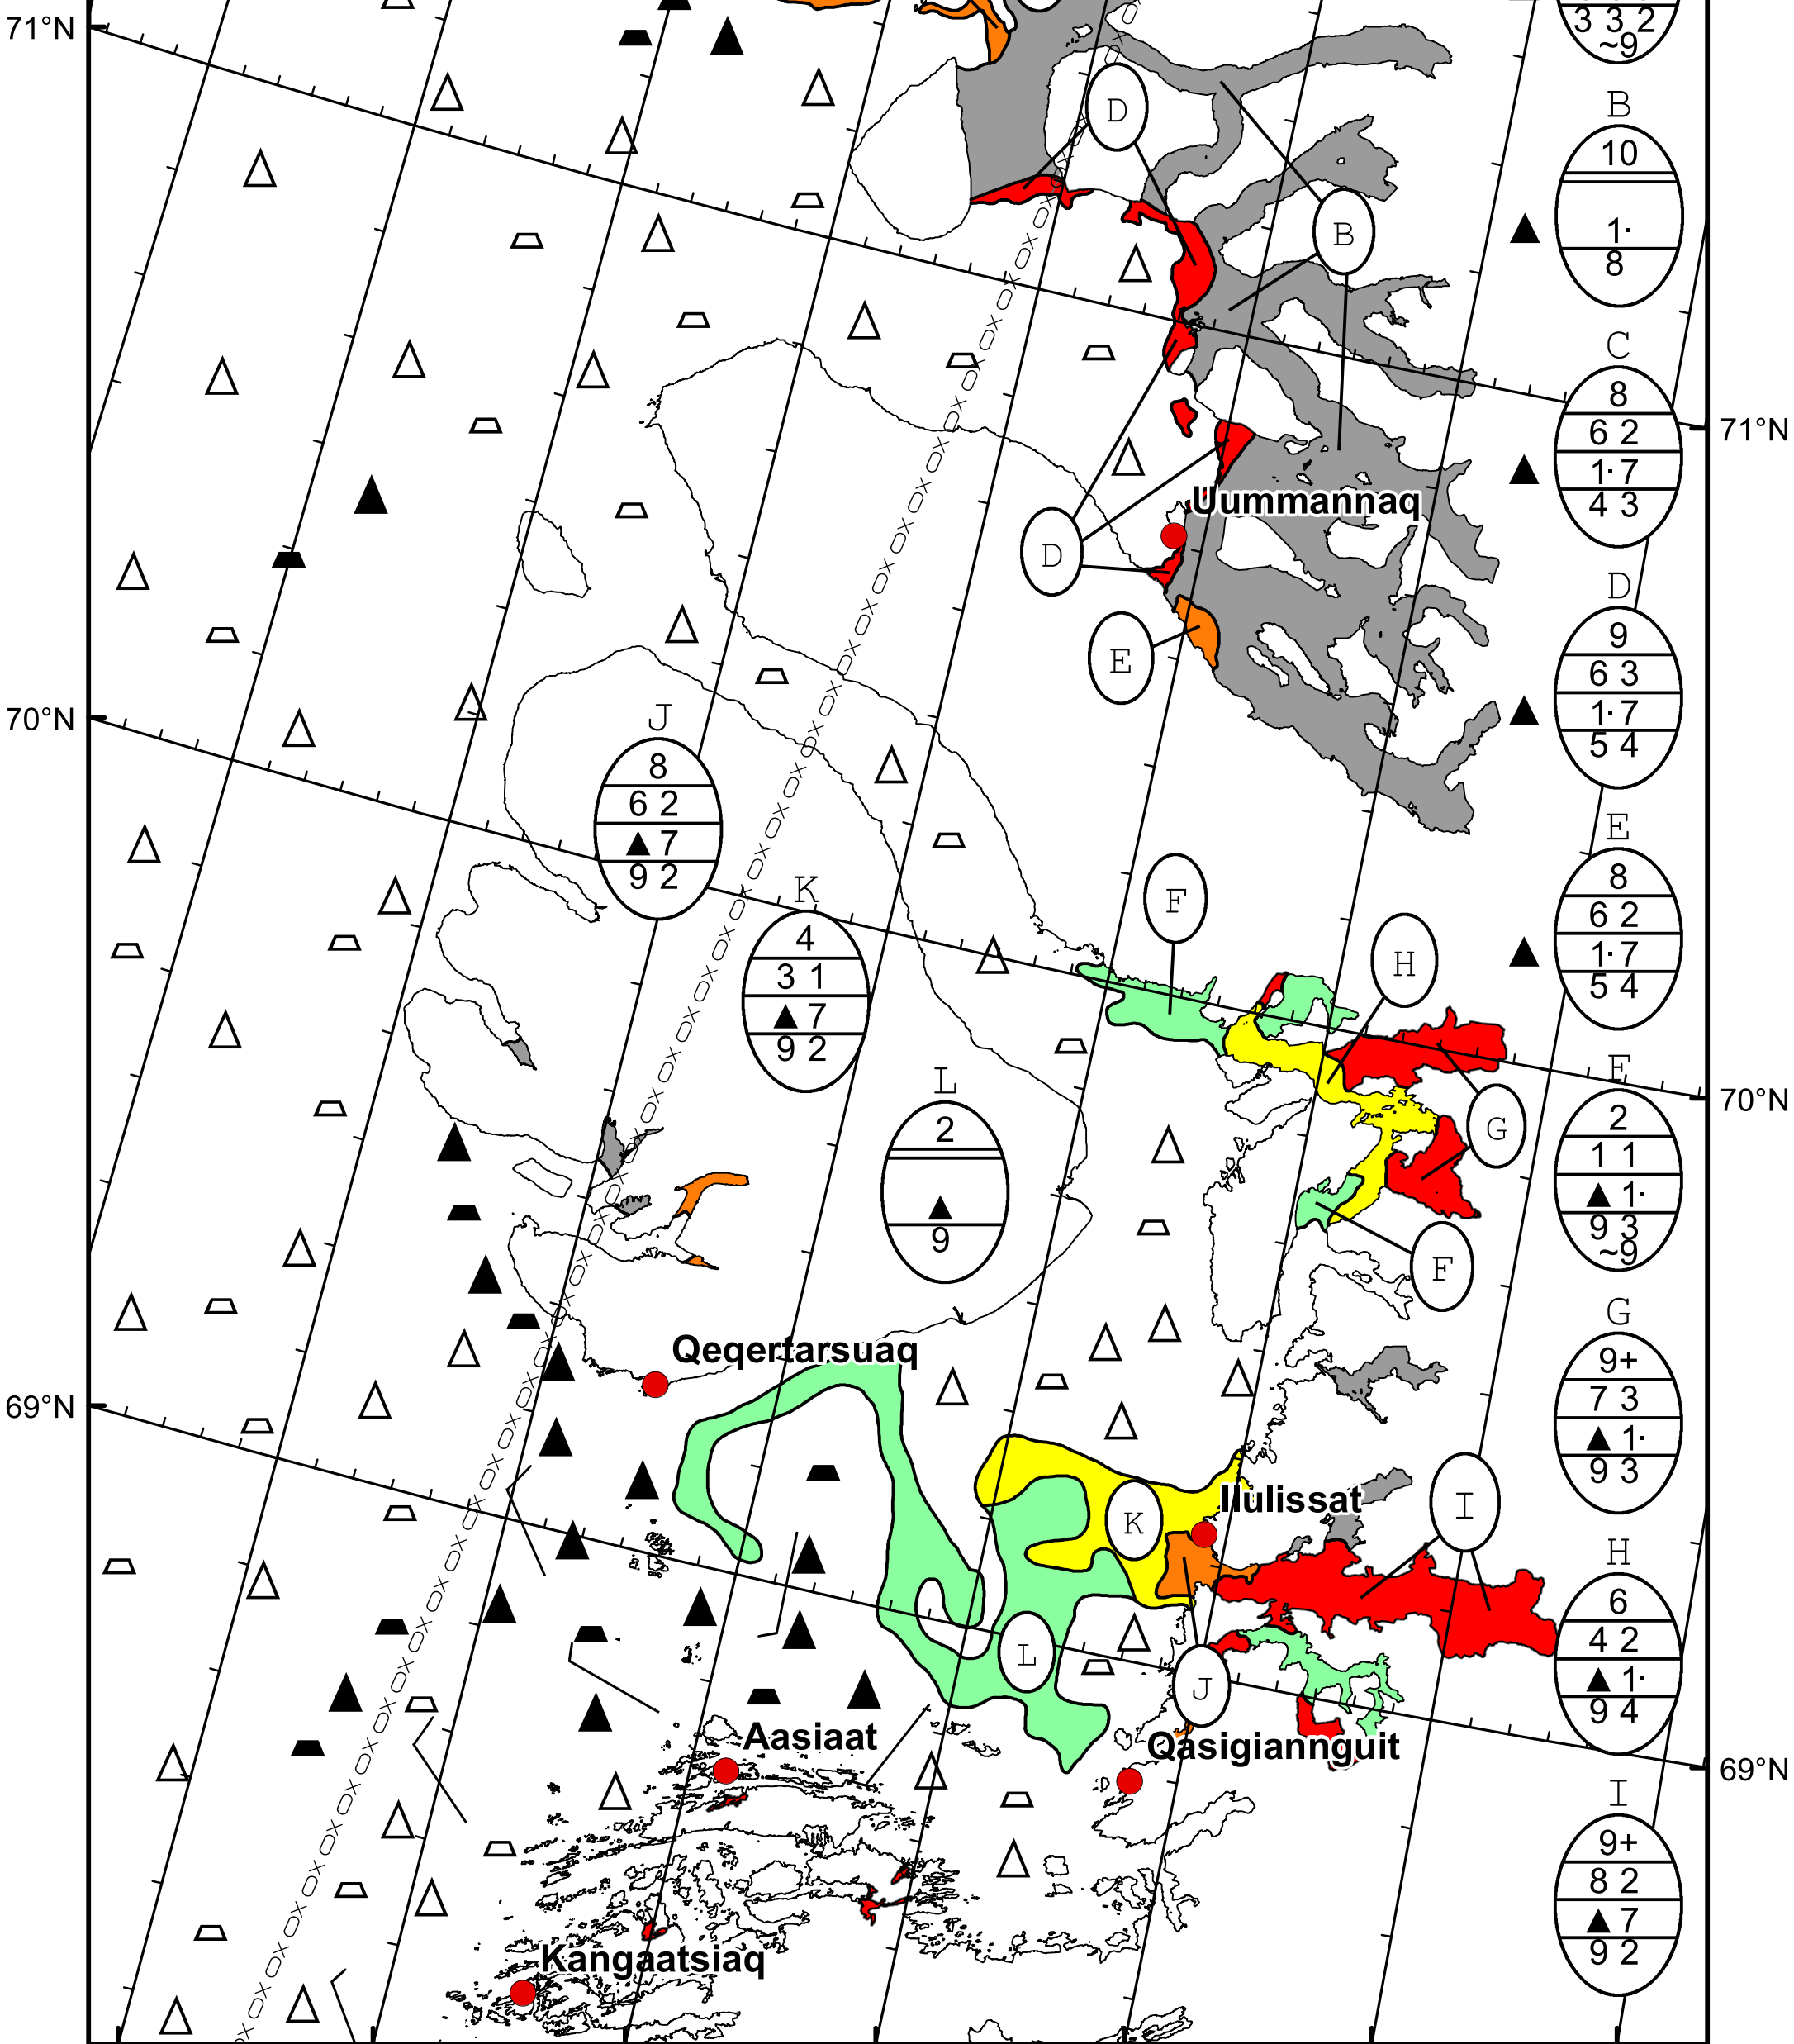 71°N
3 3 2
~9
B
10
1·
8
C
8
6 2
1· 7
4 3
71°N
D
9
6 3
1· 7
5 4
E
8
6 2
1· 7
5 4
F
2
1 1
▲ 1·
9 3
~9
70°N
G
9+
7 3
▲ 1·
9 3
H
6
4 2
▲ 1·
9 4
69°N
I
9+
8 2
▲ 7
9 2
D
B
Uummannaq
D
E
70°N
J
8
6 2
▲ 7
9 2
K
4
3 1
▲ 7
9 2
L
2
▲
9
F
H
G
F
69°N
Qeqertarsuaq
K
Ilulissat
I
L
J
Aasiaat
Qasigiannguit
Kangaatsiaq